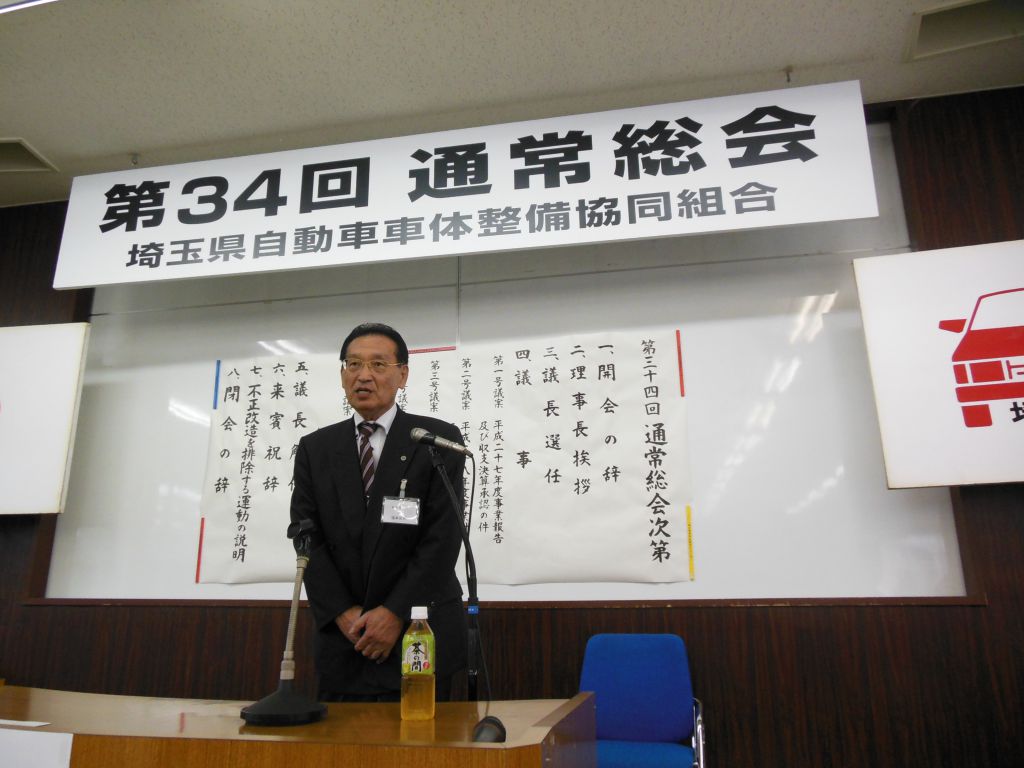 第34回 通常総会
埼玉県自動車車体整備協同組合
第三十四回 通常総会次第
一、開会の辞
二、理事長挨拶
三、議長選任
四、議事
第一号議案 平成二十七年度事業報告
及び収支決算承認の件
第二号議案 平成
第三号議案
五、議長
六、来賓祝辞
七、不正改造を排除する運動の説明
八、閉会の辞
茶の間